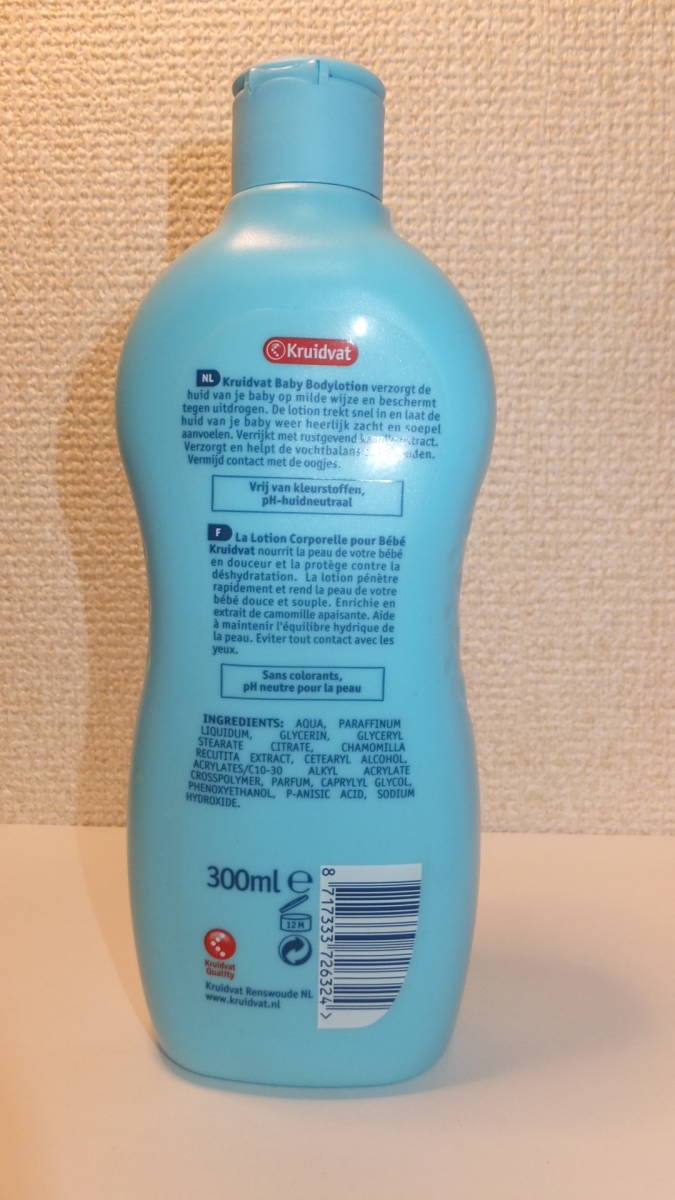 Kruidvat
NL Kruidvat Baby Bodylotion verzorgt de
huid van je baby op milde wijze en beschermt
tegen uitdrogen. De lotion trekt snel in en laat de
huid van je baby weer heerlijk zacht en soepel
aanvoelen. Verrijkt met rustgevend
Verzorgt en helpt de vochtbalans
Vermijd contact met de oogjes.
Vrij van kleurstoffen,
pH-huidneutraal
F La Lotion Corporelle pour Bébé
Kruidvat nourrit la peau de votre bébé
en douceur et la protège contre la
déshydratation. La lotion pénètre
rapidement et rend la peau de votre
bébé douce et souple. Enrichie en
extrait de camomille apaisante. Aide
à maintenir l'équilibre hydrique de
la peau. Eviter tout contact avec les
yeux.
Sans colorants,
pH neutre pour la peau
INGREDIENTS: AQUA, PARAFFINUM
LIQUIDUM, GLYCERIN, GLYCERYL
STEARATE CITRATE, CHAMOMILLA
RECUTITA EXTRACT, CETEARYL ALCOHOL,
ACRYLATES/C10-30 ALKYL ACRYLATE
CROSSPOLYMER, PARFUM, CAPRYLYL GLYCOL,
PHENOXYETHANOL, P-ANISIC ACID, SODIUM
HYDROXIDE.
300ml e
12 M
Kruidvat
Quality
Kruidvat Renswoude NL
www.kruidvat.nl
8 717333 726324 >